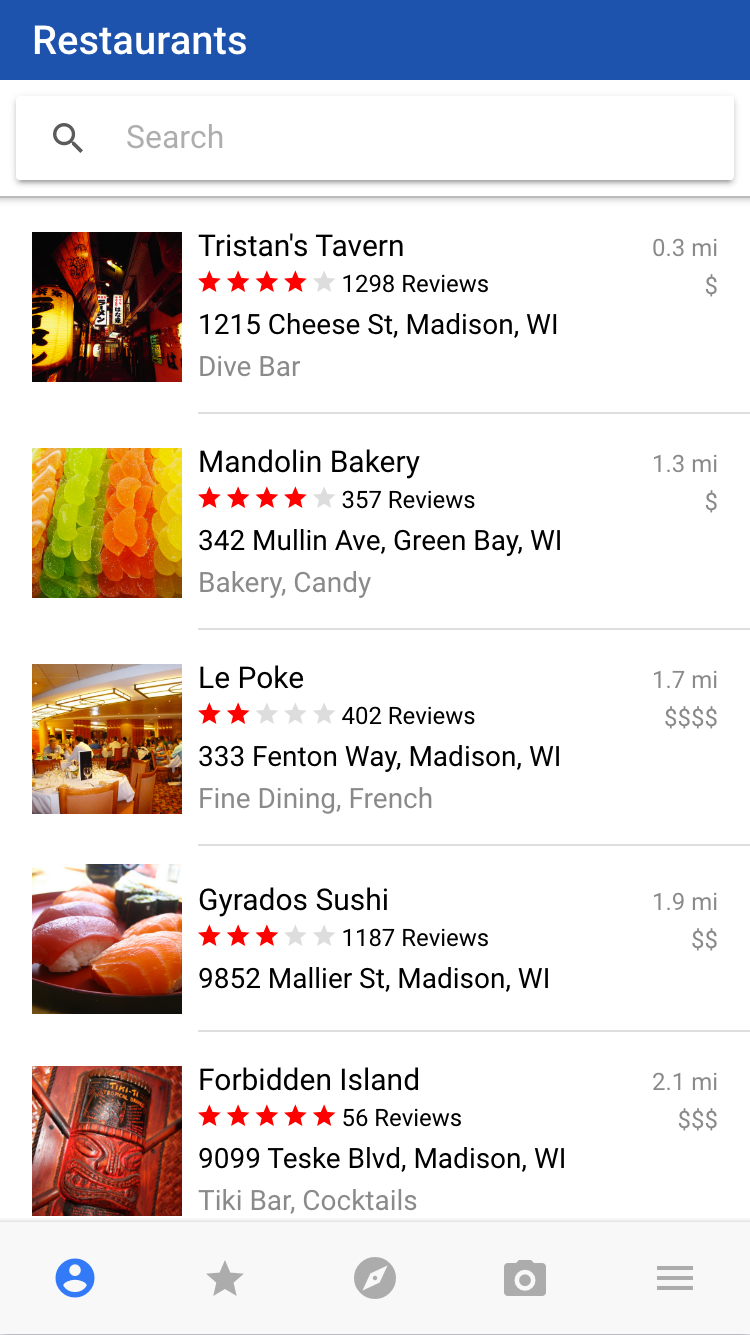 Restaurants
Search
Tristan's Tavern 0.3 mi
1298 Reviews $
1215 Cheese St, Madison, WI
Dive Bar
Mandolin Bakery 1.3 mi
357 Reviews $
342 Mullin Ave, Green Bay, WI
Bakery, Candy
Le Poke 1.7 mi
402 Reviews $$$$
333 Fenton Way, Madison, WI
Fine Dining, French
Gyrados Sushi 1.9 mi
1187 Reviews $$
9852 Mallier St, Madison, WI
Forbidden Island 2.1 mi
56 Reviews $$$
9099 Teske Blvd, Madison, WI
TIKI-TI
Tiki Bar, Cocktails